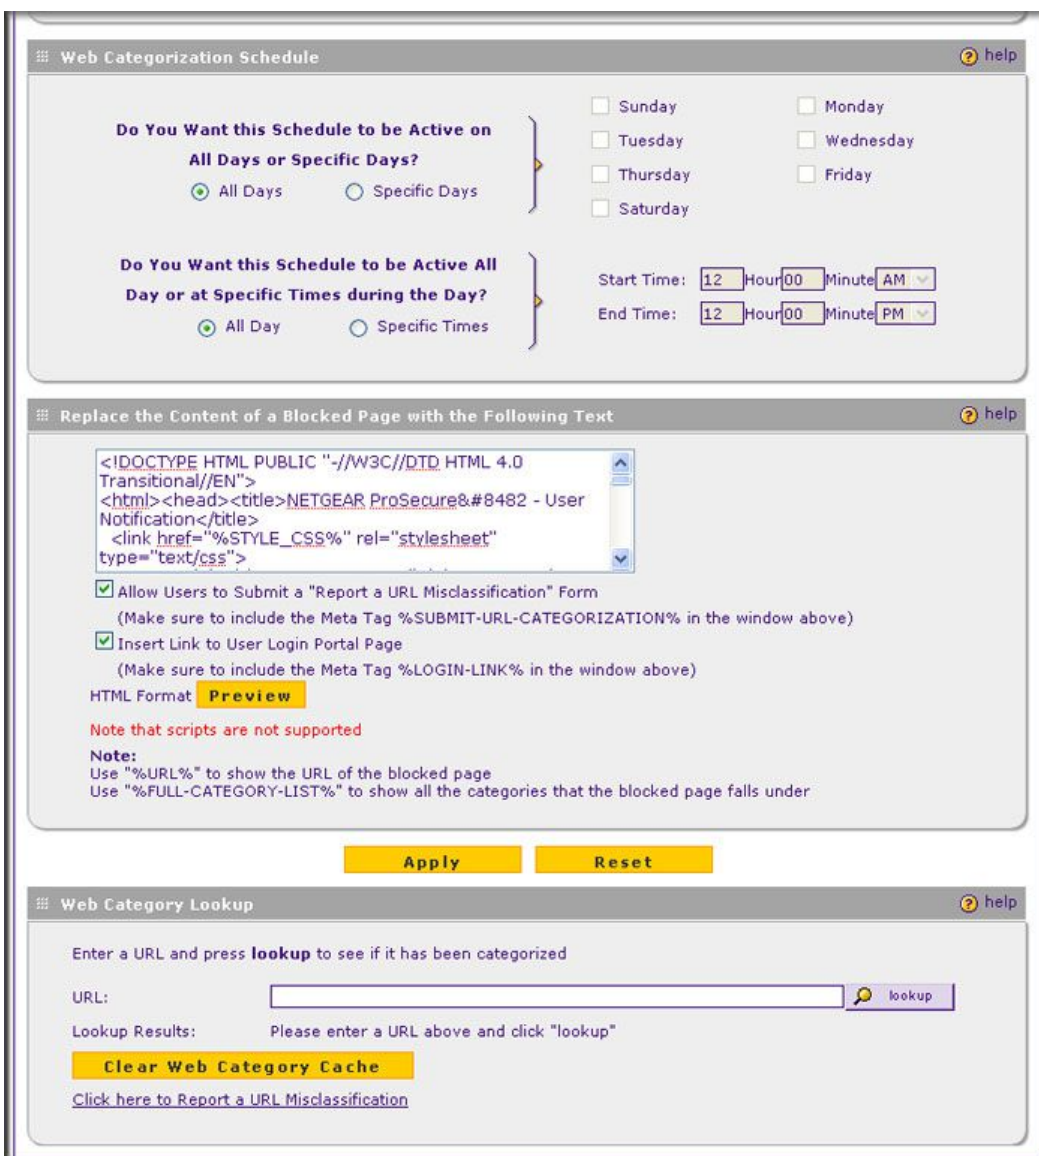 Web Categorization Schedule
help
Do You Want this Schedule to be Active on
All Days or Specific Days?
All Days
Specific Days
Sunday
Monday
Tuesday
Wednesday
Thursday
Friday
Saturday
Do You Want this Schedule to be Active All
Day or at Specific Times during the Day?
All Day
Specific Times
Start Time: 12 Hour 00 Minute AM
End Time: 12 Hour 00 Minute PM
Replace the Content of a Blocked Page with the Following Text
help
<!DOCTYPE HTML PUBLIC "-//W3C//DTD HTML 4.0
Transitional//EN">
<html><head><title>NETGEAR ProSecure&#8482 - User
Notification</title>
<link href="%STYLE_CSS%" rel="stylesheet"
type="text/css">
Allow Users to Submit a "Report a URL Misclassification" Form
(Make sure to include the Meta Tag %SUBMIT-URL-CATEGORIZATION% in the window above)
Insert Link to User Login Portal Page
(Make sure to include the Meta Tag %LOGIN-LINK% in the window above)
HTML Format Preview
Note that scripts are not supported
Note:
Use "%URL%" to show the URL of the blocked page
Use "%FULL-CATEGORY-LIST%" to show all the categories that the blocked page falls under
Apply
Reset
Web Category Lookup
help
Enter a URL and press lookup to see if it has been categorized
URL:
lookup
Lookup Results: Please enter a URL above and click "lookup"
Clear Web Category Cache
Click here to Report a URL Misclassification